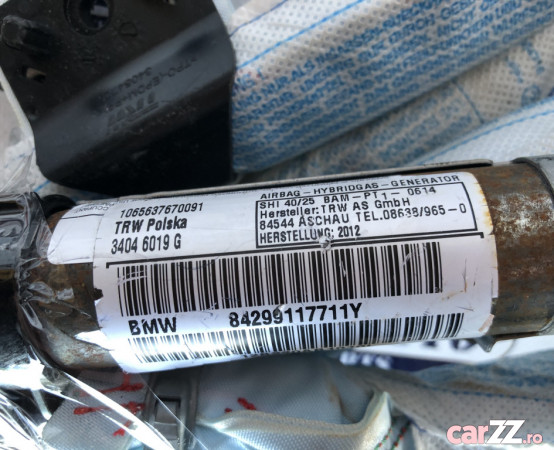 TRW
1065637670091
TRW Polska
3404 6019 G
AIRBAG-HYBRIDGAS-GENERATOR
SHI 40/25 BAM-PT1-0614
Hersteller:TRW AS GmbH
84544 ASCHAU TEL.08638/965-0
HERSTELLUNG: 2012
BMW 84299117711Y
carzz.ro